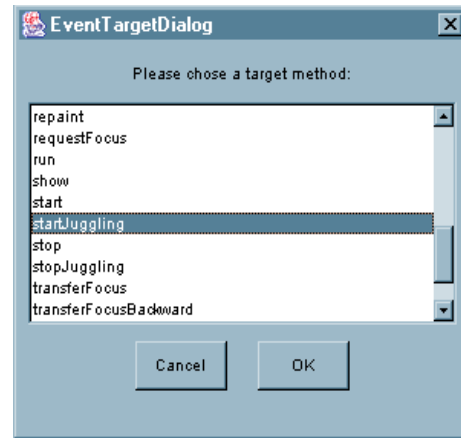 EventTargetDialog
Please chose a target method:
repaint
requestFocus
run
show
start
startJuggling
stop
stopJuggling
transferFocus
transferFocusBackward
Cancel OK